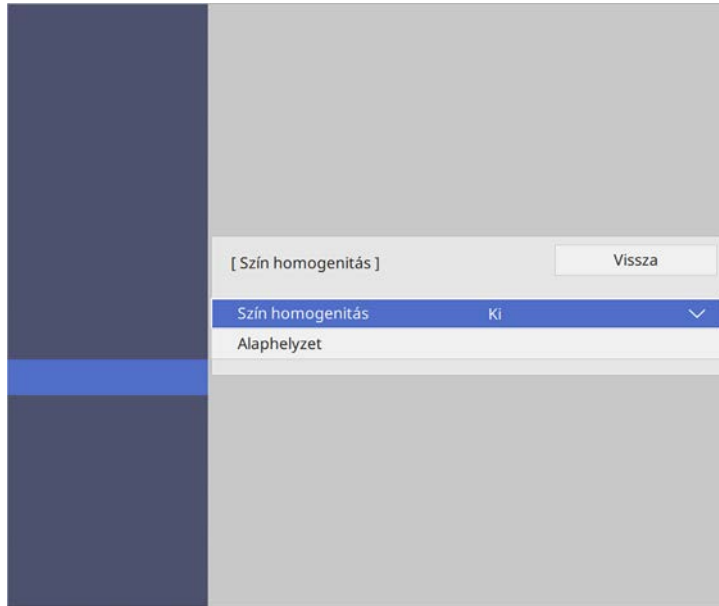 [ Szín homogenitás ]
Vissza
Szín homogenitás Ki
Alaphelyzet